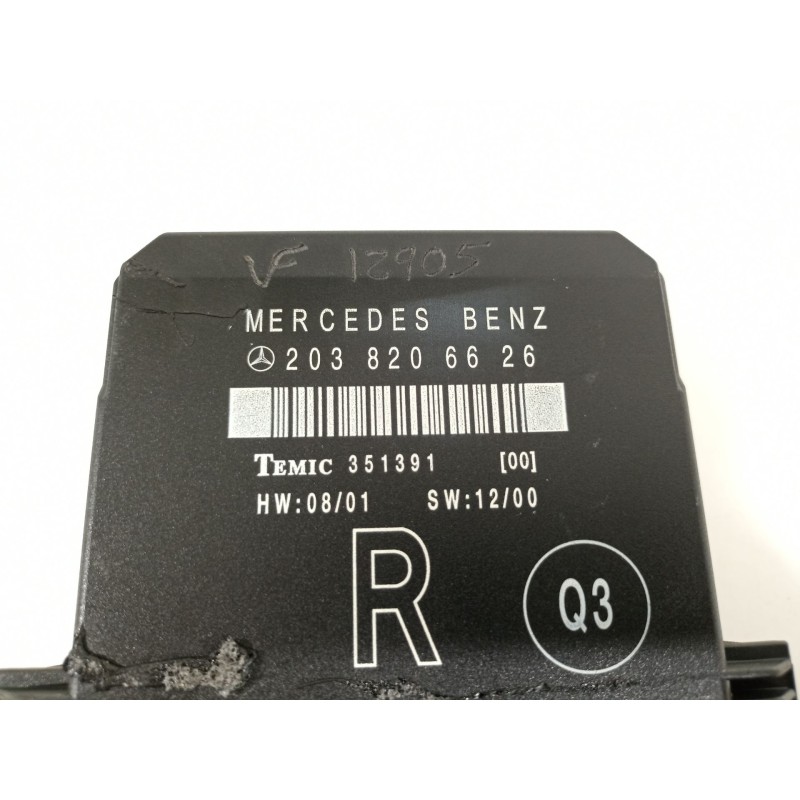 VF 12905
MERCEDES BENZ
203 820 66 26
TEMIC 351391 [00]
HW:08/01 SW:12/00
R
Q3